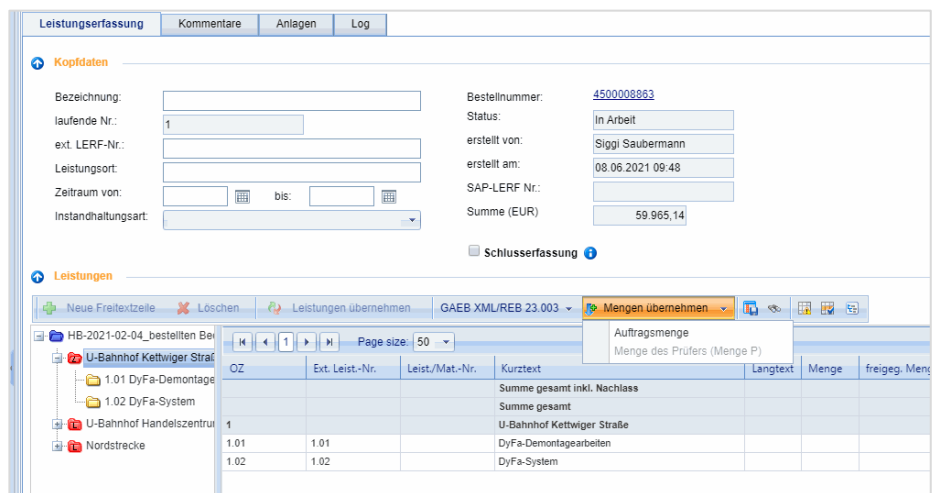 Leistungserfassung Kommentare Anlagen Log
Kopfdaten
Bezeichnung: Bestellnummer: 4500008863
laufende Nr.: 1 Status: In Arbeit
ext. LERF-Nr.: erstellt von: Siggi Saubermann
Leistungsort: erstellt am: 08.06.2021 09:48
Zeitraum von: bis: SAP-LERF Nr.:
Instandhaltungsart: Summe (EUR) 59.965,14
Schlusserfassung
Leistungen
Neue Freitextzeile Löschen Leistungen übernehmen GAEB XML/REB 23.003 Mengen übernehmen
Auftragsmenge
Menge des Prüfers (Menge P)
HB-2021-02-04_bestellten Be
U-Bahnhof Kettwiger Straß
1.01 DyFa-Demontage
1.02 DyFa-System
U-Bahnhof Handelszentru
Nordstrecke
1 Page size: 50
OZ Ext. Leist.-Nr. Leist./Mat.-Nr. Kurztext Langtext Menge freigeg. Meng
Summe gesamt inkl. Nachlass
Summe gesamt
1 U-Bahnhof Kettwiger Straße
1.01 1.01 DyFa-Demontagearbeiten
1.02 1.02 DyFa-System